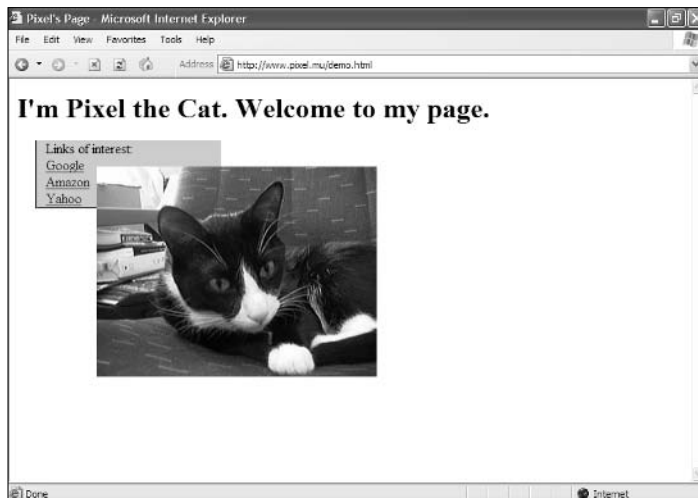 Pixel's Page - Microsoft Internet Explorer
File Edit View Favorites Tools Help
Address http://www.pixel.mu/demo.html
I'm Pixel the Cat. Welcome to my page.
Links of interest:
Google
Amazon
Yahoo
Done Internet